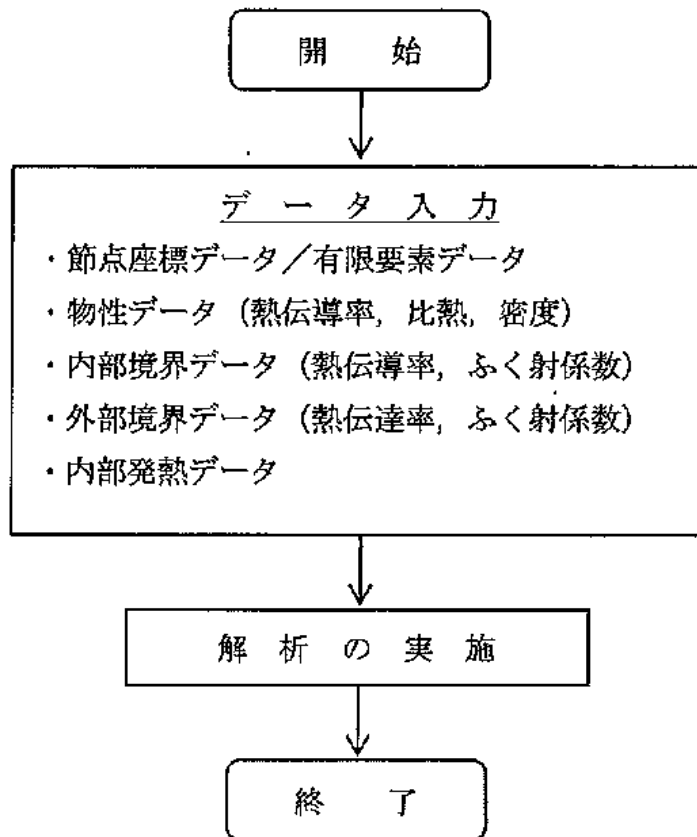 開 始
デ ー タ 入 力
・節点座標データ／有限要素データ
・物性データ（熱伝導率，比熱，密度）
・内部境界データ（熱伝導率，ふく射係数）
・外部境界データ（熱伝達率，ふく射係数）
・内部発熱データ
解 析 の 実 施
終 了